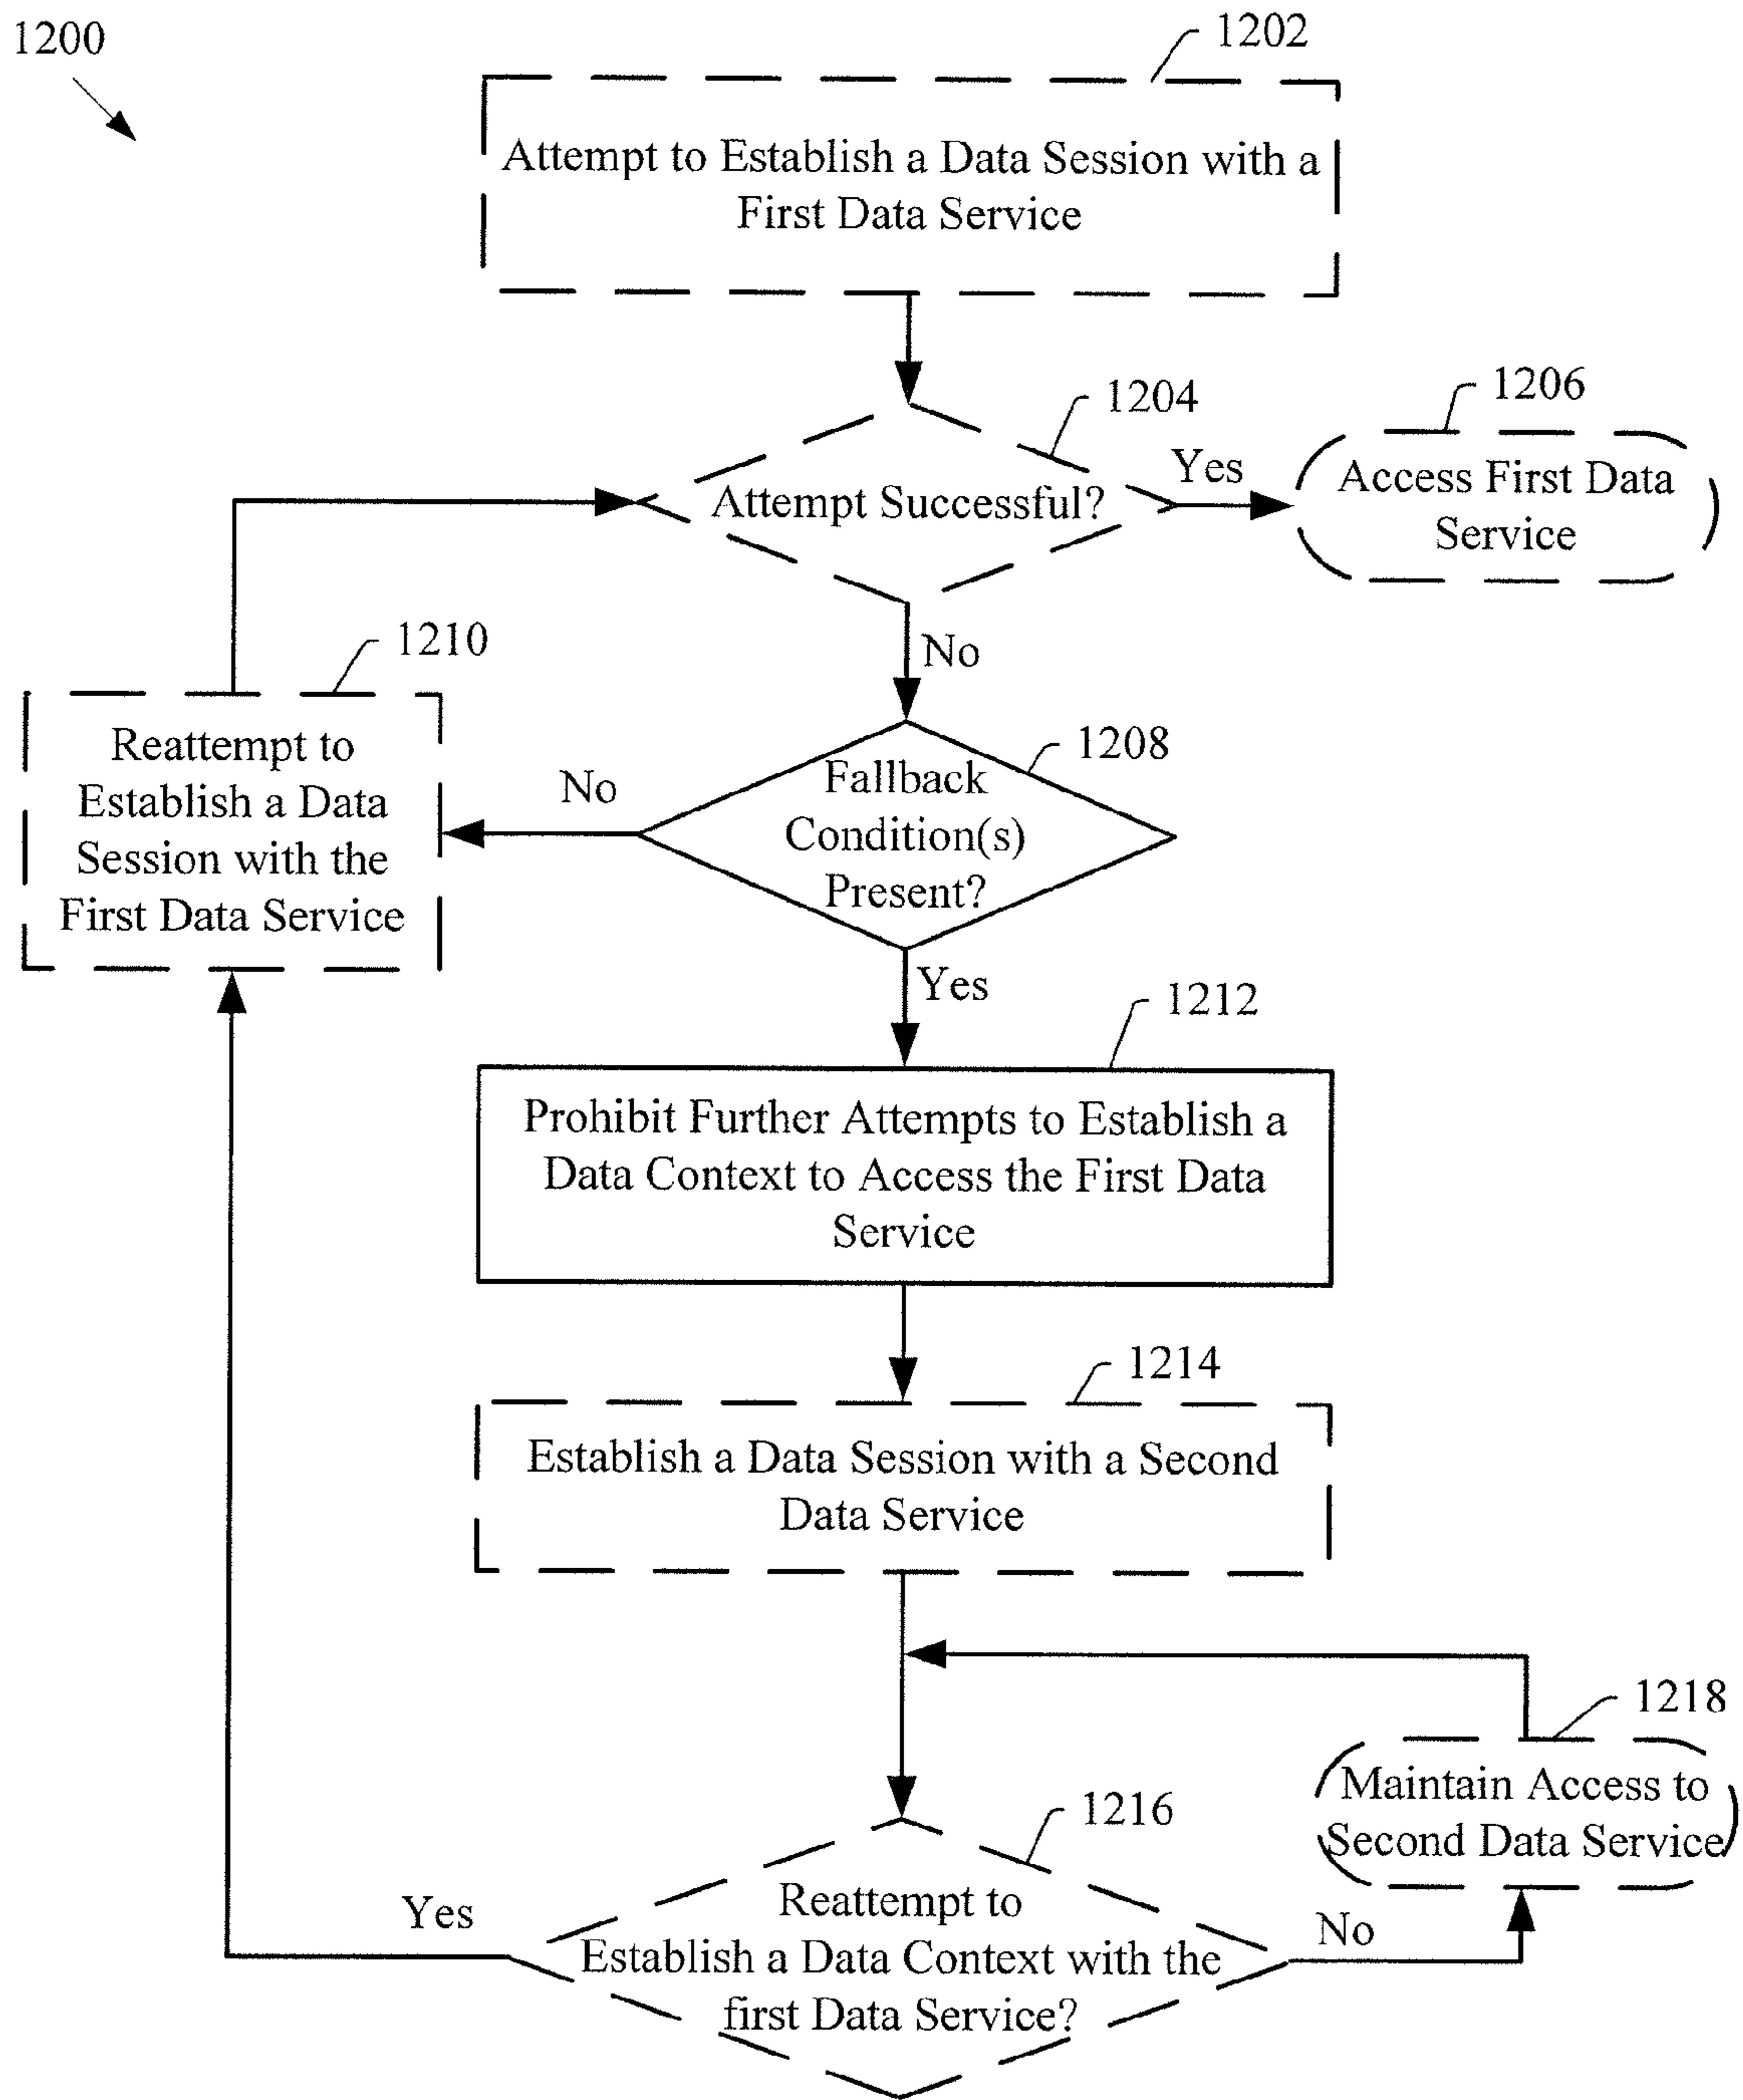 1200
1202
Attempt to Establish a Data Session with a
First Data Service
1204
Attempt Successful?
Yes
1206
Access First Data
Service
No
1210
Reattempt to
Establish a Data
Session with the
First Data Service
No
1208
Fallback
Condition(s)
Present?
Yes
1212
Prohibit Further Attempts to Establish a
Data Context to Access the First Data
Service
1214
Establish a Data Session with a Second
Data Service
1218
Maintain Access to
Second Data Service
1216
Yes
Reattempt to
Establish a Data Context with the
first Data Service?
No